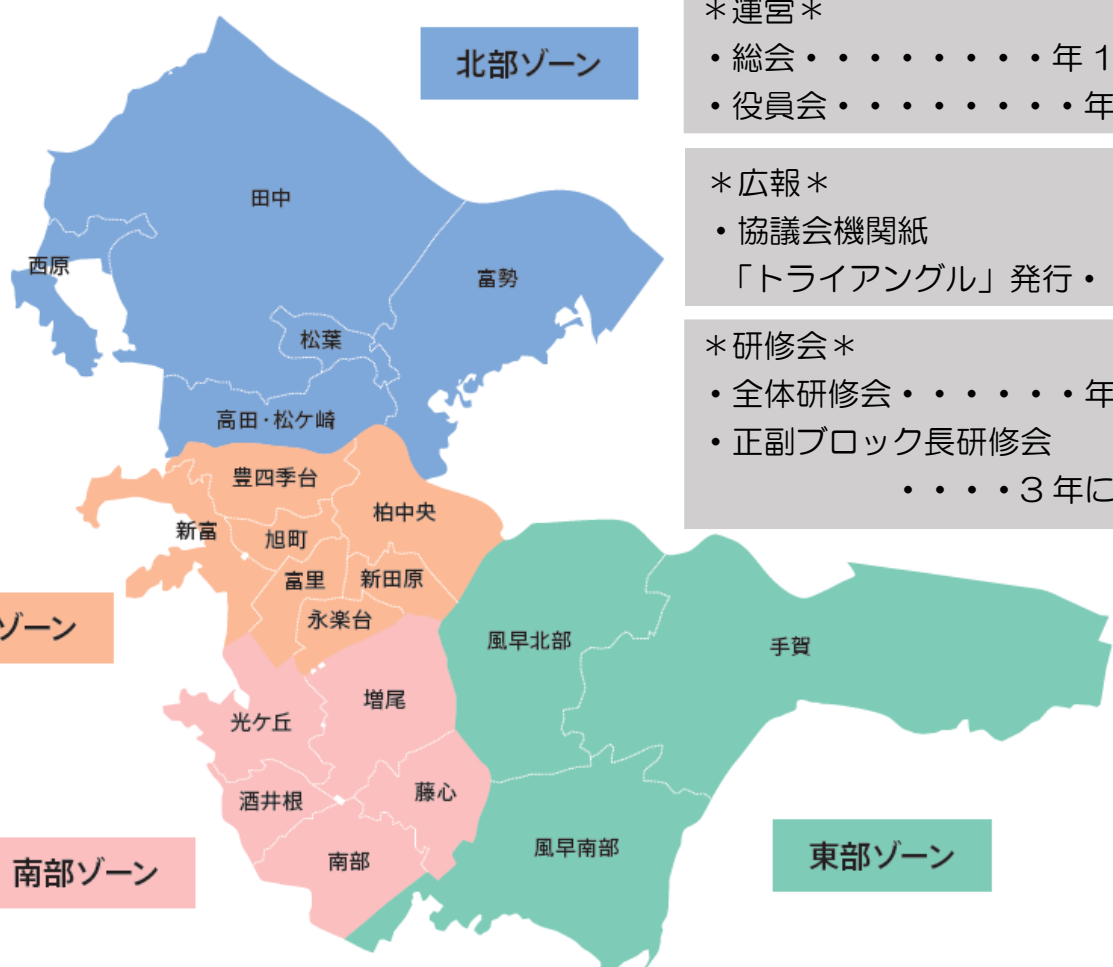 北部ゾーン
田中
西原
富勢
松葉
高田・松ケ崎
豊四季台
柏中央
新富
旭町
富里
新田原
永楽台
ゾーン
風早北部
手賀
増尾
光ケ丘
藤心
酒井根
南部
風早南部
南部ゾーン
東部ゾーン
＊運営＊
・総会・・・・・・・・年1
・役員会・・・・・・・・年
＊広報＊
・協議会機関紙
「トライアングル」発行・
＊研修会＊
・全体研修会・・・・・・年
・正副ブロック長研修会
・・・・3年に